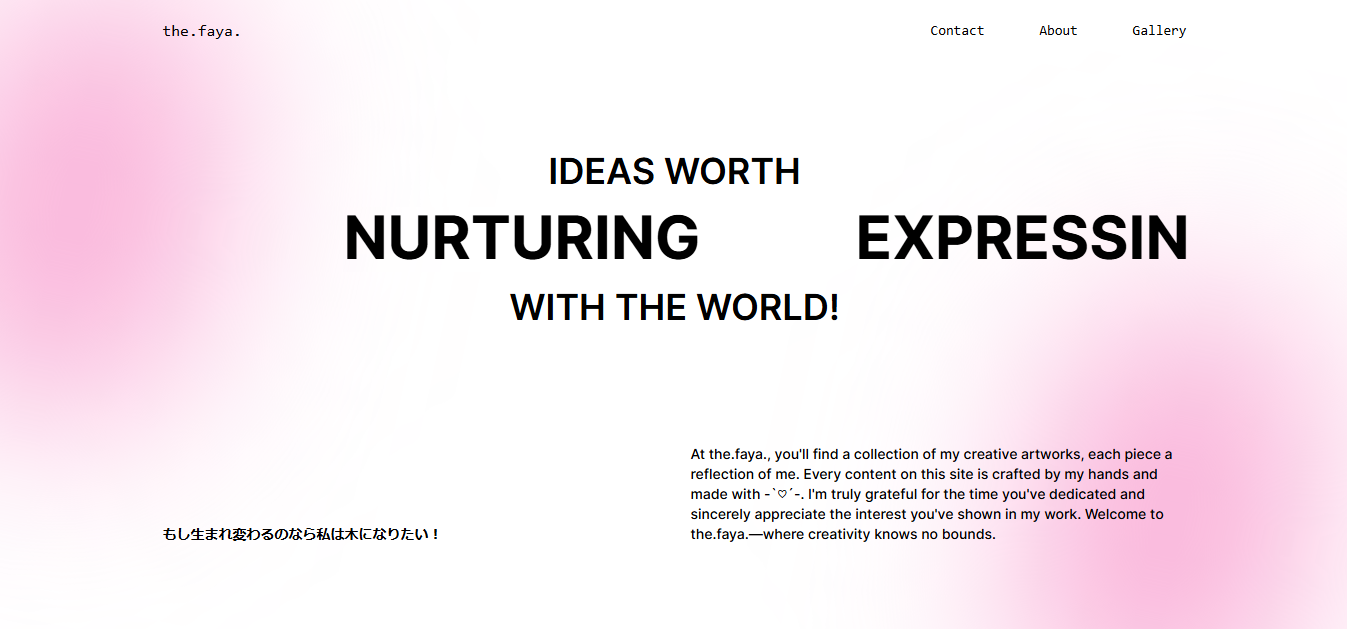 the.faya.
Contact About Gallery
IDEAS WORTH
NURTURING EXPRESSIN
WITH THE WORLD!
At the.faya., you'll find a collection of my creative artworks, each piece a
reflection of me. Every content on this site is crafted by my hands and
made with -`♡´-. I'm truly grateful for the time you've dedicated and
sincerely appreciate the interest you've shown in my work. Welcome to
the.faya.—where creativity knows no bounds.
もし生まれ変わるのなら私は木になりたい！